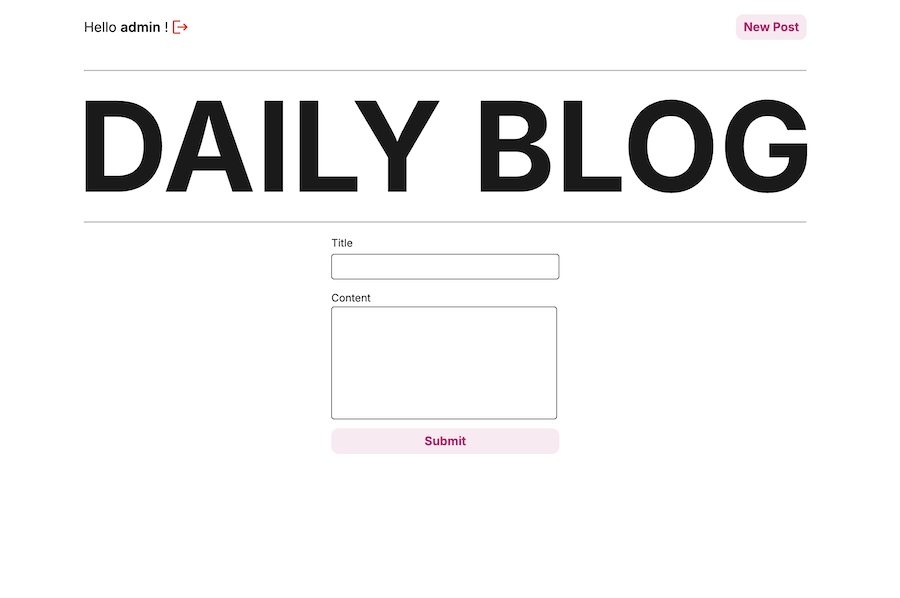 Hello admin !
New Post
DAILY BLOG
Title
Content
Submit